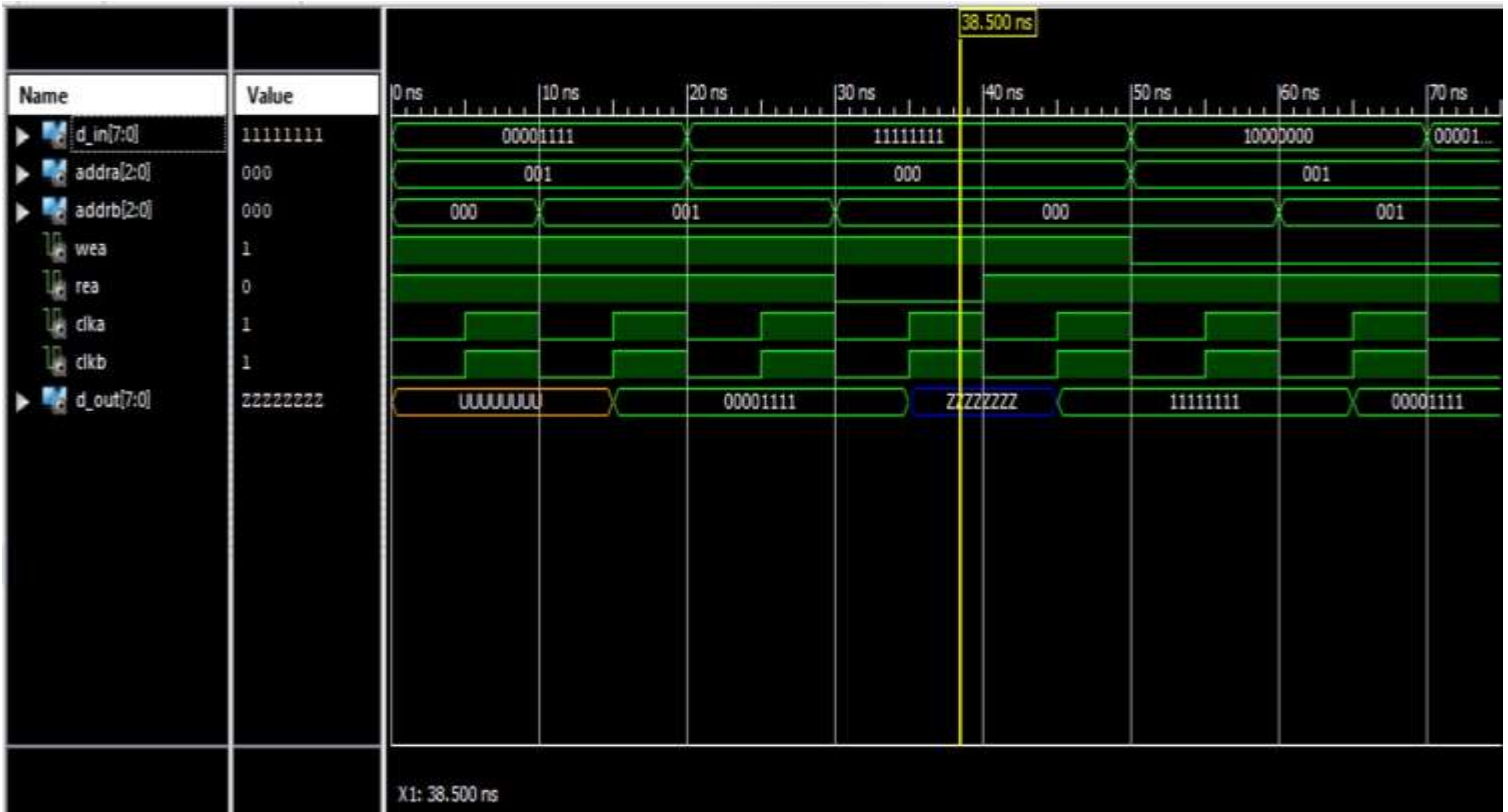 38.500 ns
Name Value 0 ns 10 ns 20 ns 30 ns 40 ns 50 ns 60 ns 70 ns
d_in[7:0] 11111111 00001111 11111111 10000000 00001...
addra[2:0] 000 001 000 001
addrb[2:0] 000 000 001 000 001
wea 1
rea 0
clka 1
clkb 1
d_out[7:0] ZZZZZZZZ UUUUUUUU 00001111 ZZZZZZZZ 11111111 00001111
X1: 38.500 ns